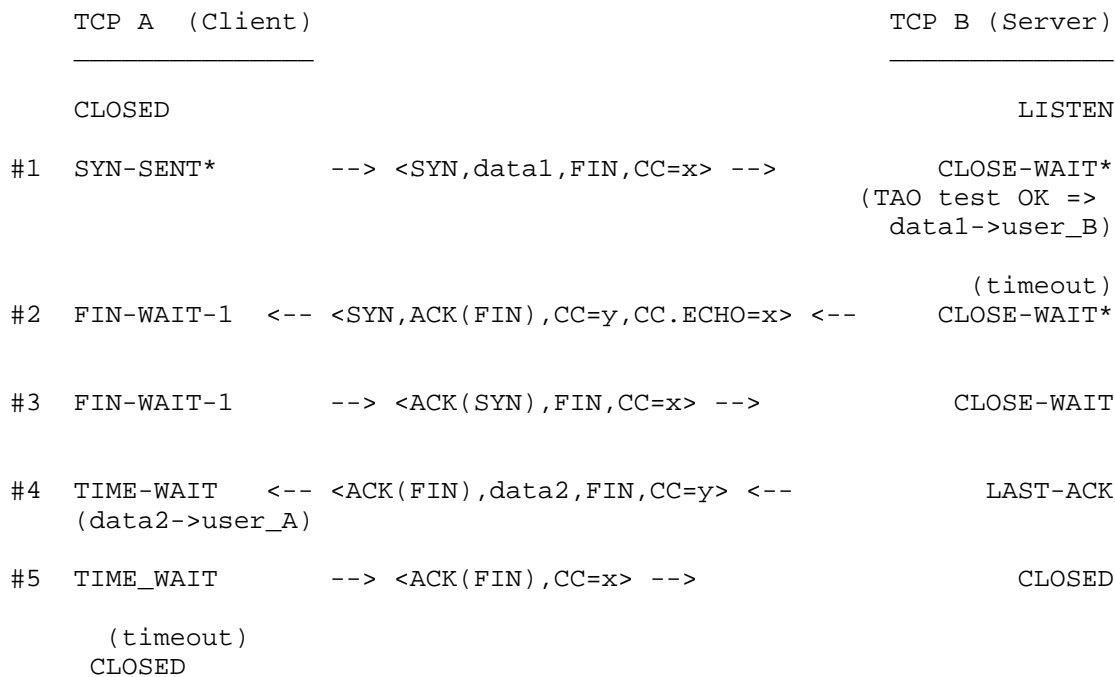 TCP A  (Client)                                    TCP B (Server)
_______________                                    ______________
CLOSED                                                     LISTEN
#1  SYN-SENT*       --> <SYN,data1,FIN,CC=x> -->          CLOSE-WAIT*
(TAO test OK =>
data1->user_B)
(timeout)
#2  FIN-WAIT-1  <-- <SYN,ACK(FIN),CC=y,CC.ECHO=x> <--     CLOSE-WAIT*
#3  FIN-WAIT-1      --> <ACK(SYN),FIN,CC=x> -->            CLOSE-WAIT
#4  TIME-WAIT   <-- <ACK(FIN),data2,FIN,CC=y> <--            LAST-ACK
(data2->user_A)
#5  TIME_WAIT       --> <ACK(FIN),CC=x> -->                    CLOSED
(timeout)
CLOSED